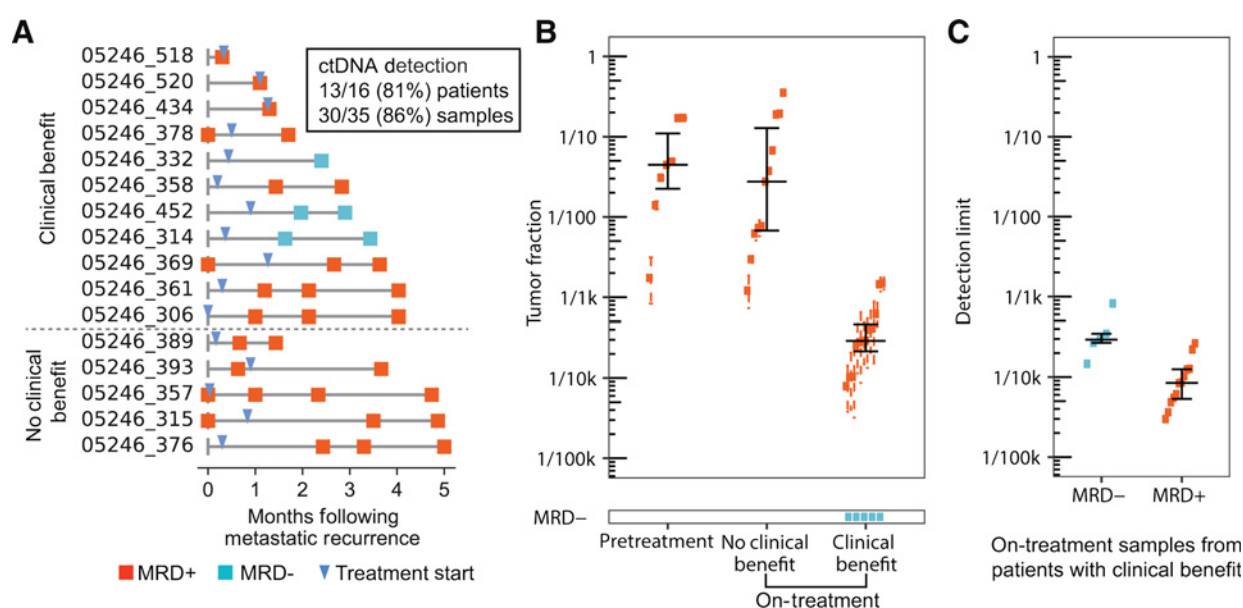 A
Clinical benefit
05246_518
05246_520
05246_434
05246_378
05246_332
05246_358
05246_452
05246_314
05246_369
05246_361
05246_306
No clinical
benefit
05246_389
05246_393
05246_357
05246_315
05246_376
ctDNA detection
13/16 (81%) patients
30/35 (86%) samples
0 1 2 3 4 5
Months following
metastatic recurrence
MRD+ MRD- Treatment start
B
Tumor fraction
1
1/10
1/100
1/1k
1/10k
1/100k
MRD–
Pretreatment
No clinical
benefit
Clinical
benefit
On-treatment
C
Detection limit
1
1/10
1/100
1/1k
1/10k
1/100k
MRD– MRD+
On-treatment samples from
patients with clinical benefit